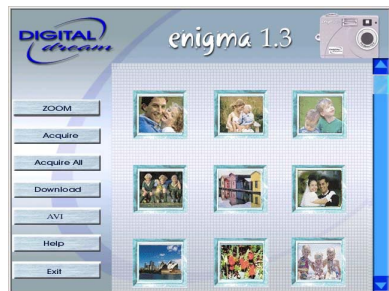 DIGITAL
dream
enigma 1.3
ZOOM
Acquire
Acquire All
Download
AVI
Help
Exit